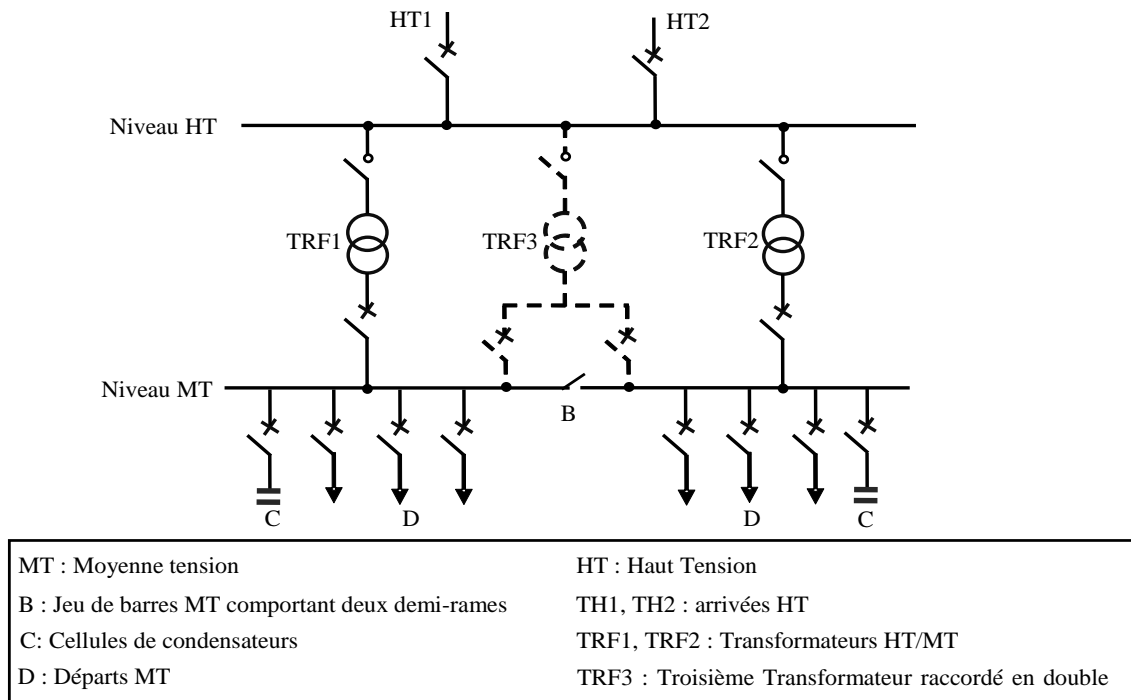 HT1
HT2
Niveau HT
TRF1
TRF3
TRF2
Niveau MT
B
C
D
D
C
MT : Moyenne tension
HT : Haut Tension
B : Jeu de barres MT comportant deux demi-rames
TH1, TH2 : arrivées HT
C: Cellules de condensateurs
TRF1, TRF2 : Transformateurs HT/MT
D : Départs MT
TRF3 : Troisième Transformateur raccordé en double